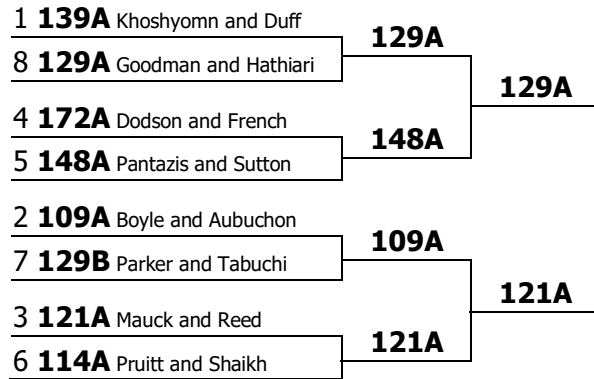 1 139A Khoshyomn and Duff
129A
8 129A Goodman and Hathiari
129A
4 172A Dodson and French
148A
5 148A Pantazis and Sutton
2 109A Boyle and Aubuchon
109A
7 129B Parker and Tabuchi
121A
3 121A Mauck and Reed
121A
6 114A Pruitt and Shaikh